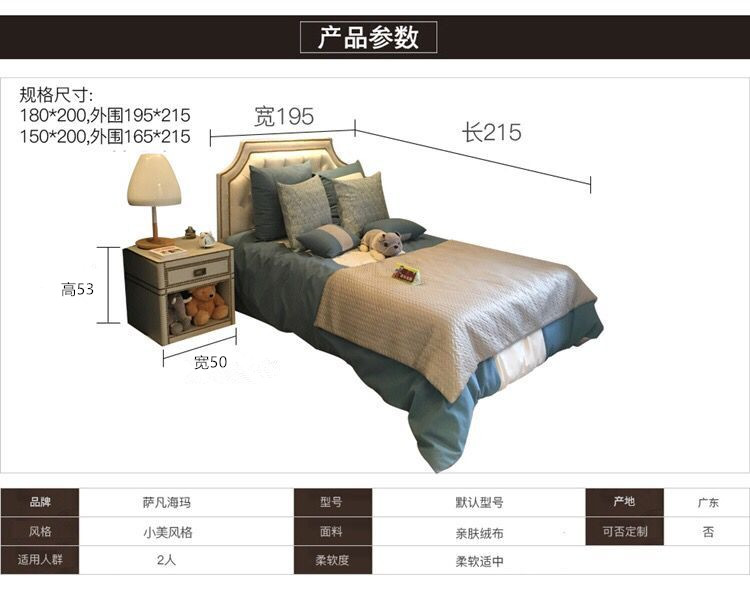 产品参数
规格尺寸:
180*200,外围195*215
150*200,外围165*215
宽195
长215
高53
宽50
品牌 萨凡海玛 型号 默认型号 产地 广东
风格 小美风格 面料 亲肤绒布 可否定制 否
适用人群 2人 柔软度 柔软适中